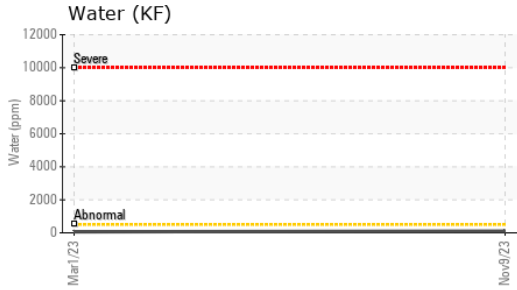 Water (KF)
12000
10000
8000
6000
4000
2000
0
Water (ppm)
Severe
Abnormal
Mar1/23
Nov9/23